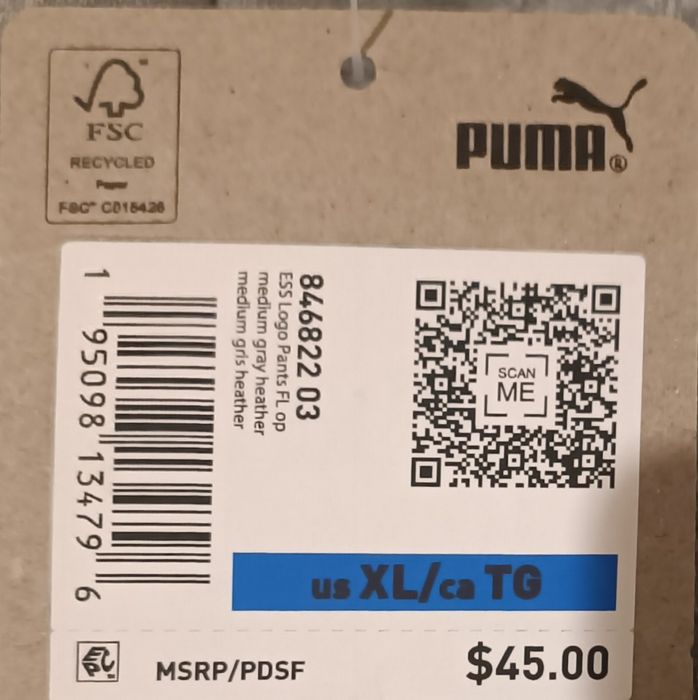 FSC
RECYCLED
Paper
FSC® C015426
PUMA®
846822 03
ESS Logo Pants FL op
medium gray heather
medium gris heather
1 95098 13479 6
SCAN
ME
us XL/ca TG
EPC
MSRP/PDSF
$45.00